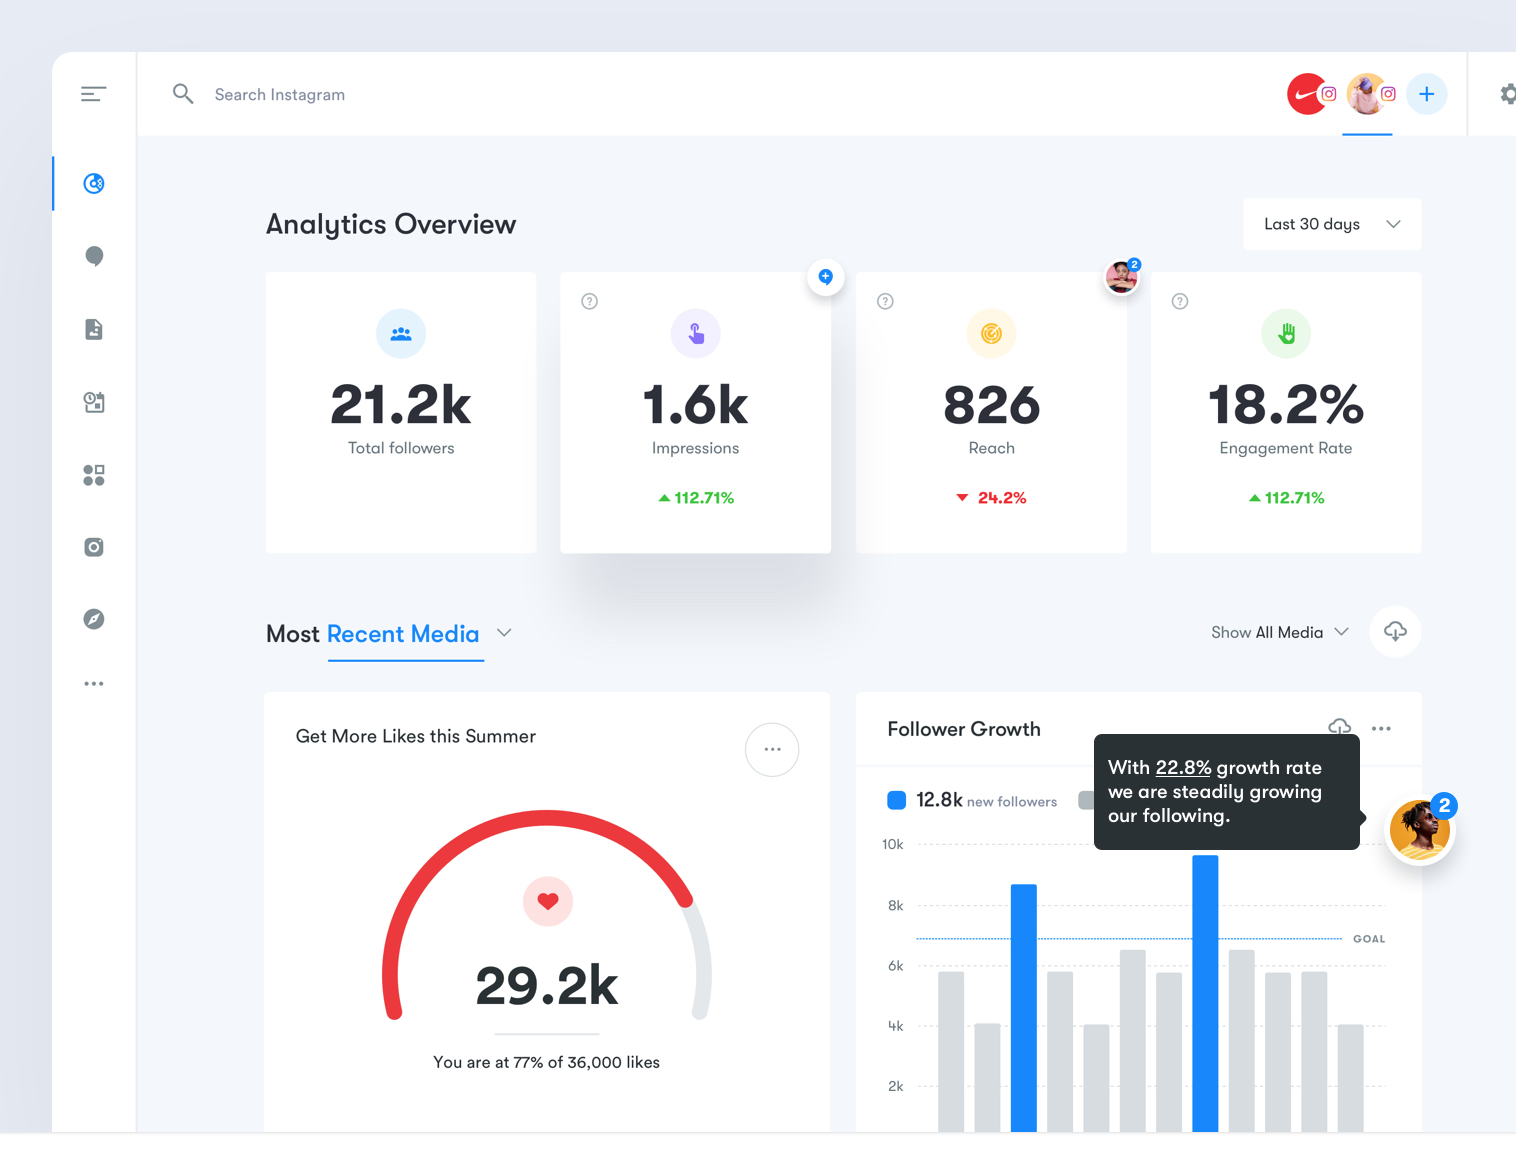 Search Instagram
Analytics Overview
Last 30 days
2
?
?
?
21.2k
1.6k
826
18.2%
Total followers
Impressions
Reach
Engagement Rate
112.71%
24.2%
112.71%
Most Recent Media
Show All Media
Get More Likes this Summer
29.2k
You are at 77% of 36,000 likes
Follower Growth
With 22.8% growth rate
we are steadily growing
our following.
2
12.8k new followers
10k
8k
GOAL
6k
4k
2k